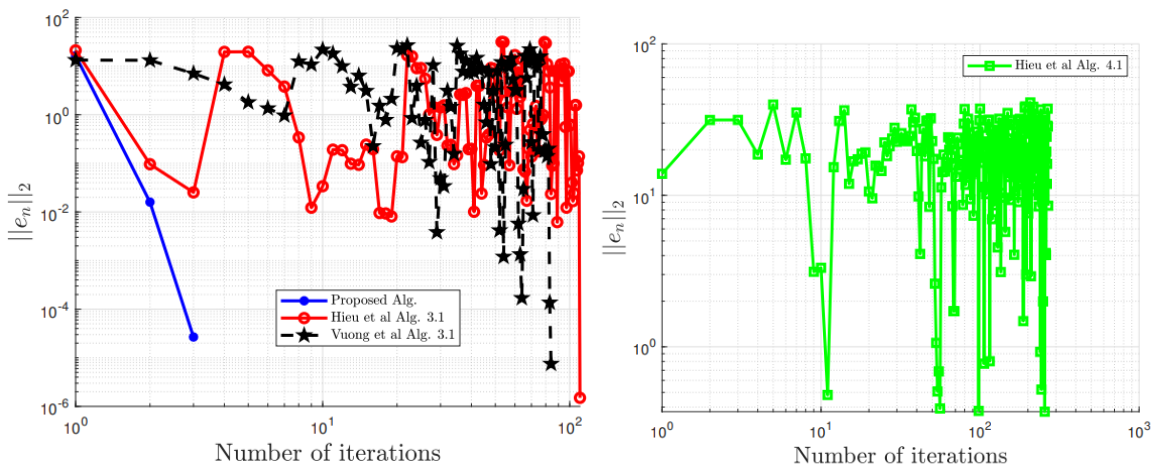 10^2
10^0
10^-2
10^-4
10^-6
||e_n||_2
Proposed Alg.
Hieu et al Alg. 3.1
Vuong et al Alg. 3.1
10^0
10^1
10^2
Number of iterations
10^2
10^1
10^0
||e_n||_2
Hieu et al Alg. 4.1
10^0
10^1
10^2
10^3
Number of iterations